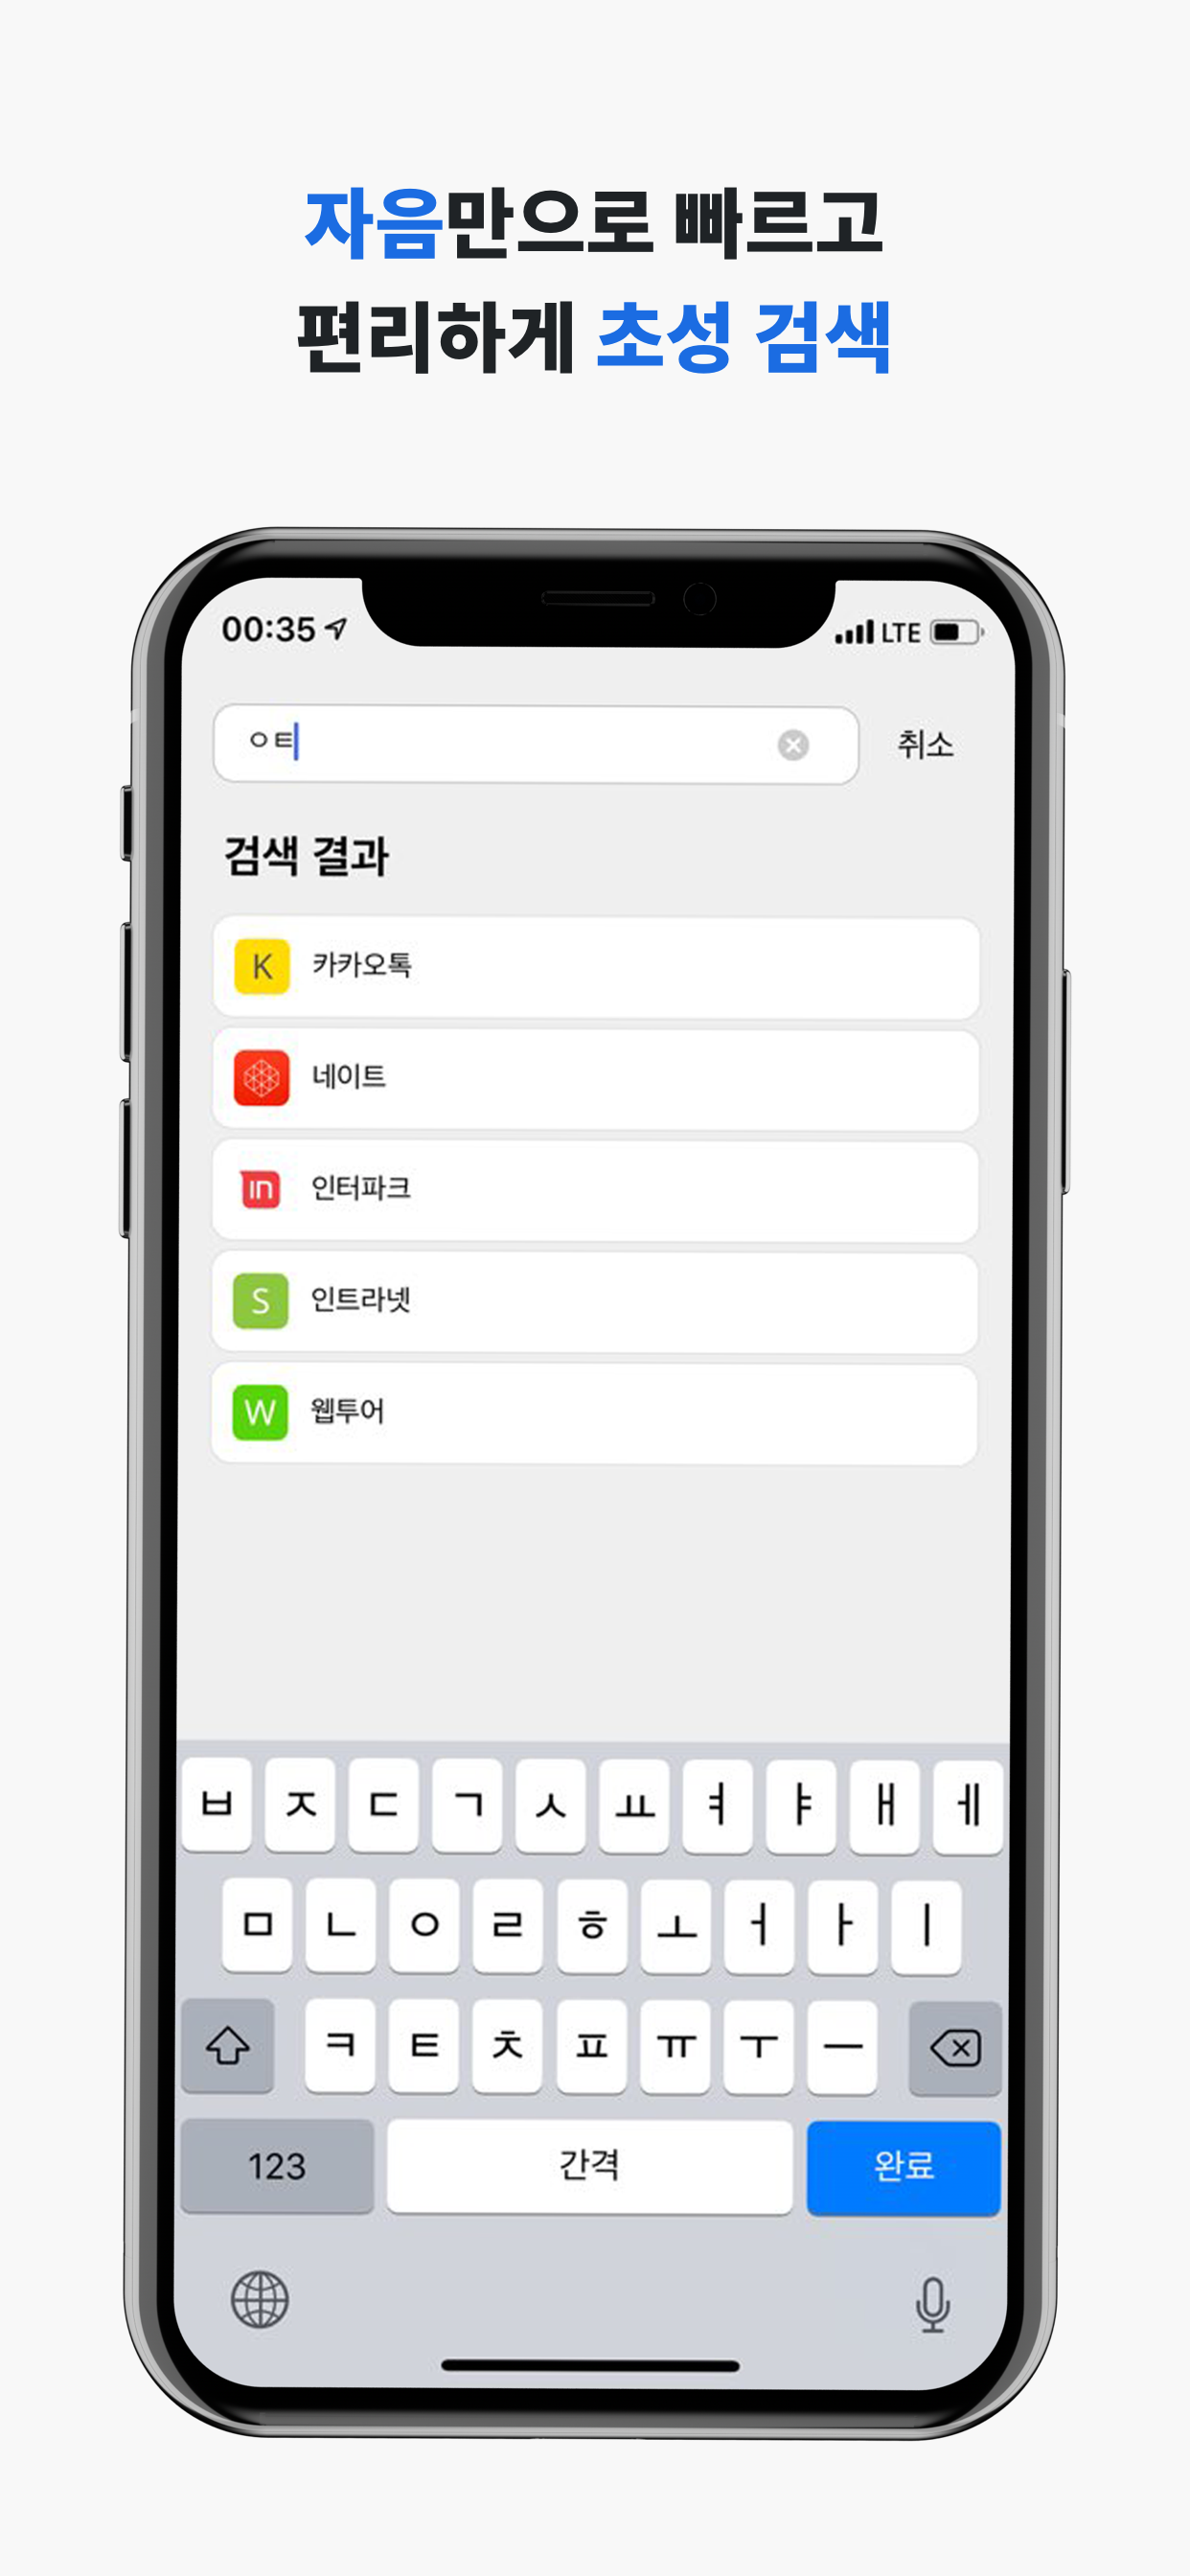 자음만으로 빠르고
편리하게 초성 검색
00:35 LTE
ㅇㅌ 취소
검색 결과
K 카카오톡
네이트
in 인터파크
S 인트라넷
W 웹투어
ㅂ ㅈ ㄷ ㄱ ㅅ ㅛ ㅕ ㅑ ㅐ ㅔ
ㅁ ㄴ ㅇ ㄹ ㅎ ㅗ ㅓ ㅏ ㅣ
ㅋ ㅌ ㅊ ㅍ ㅠ ㅜ ㅡ
123 간격 완료